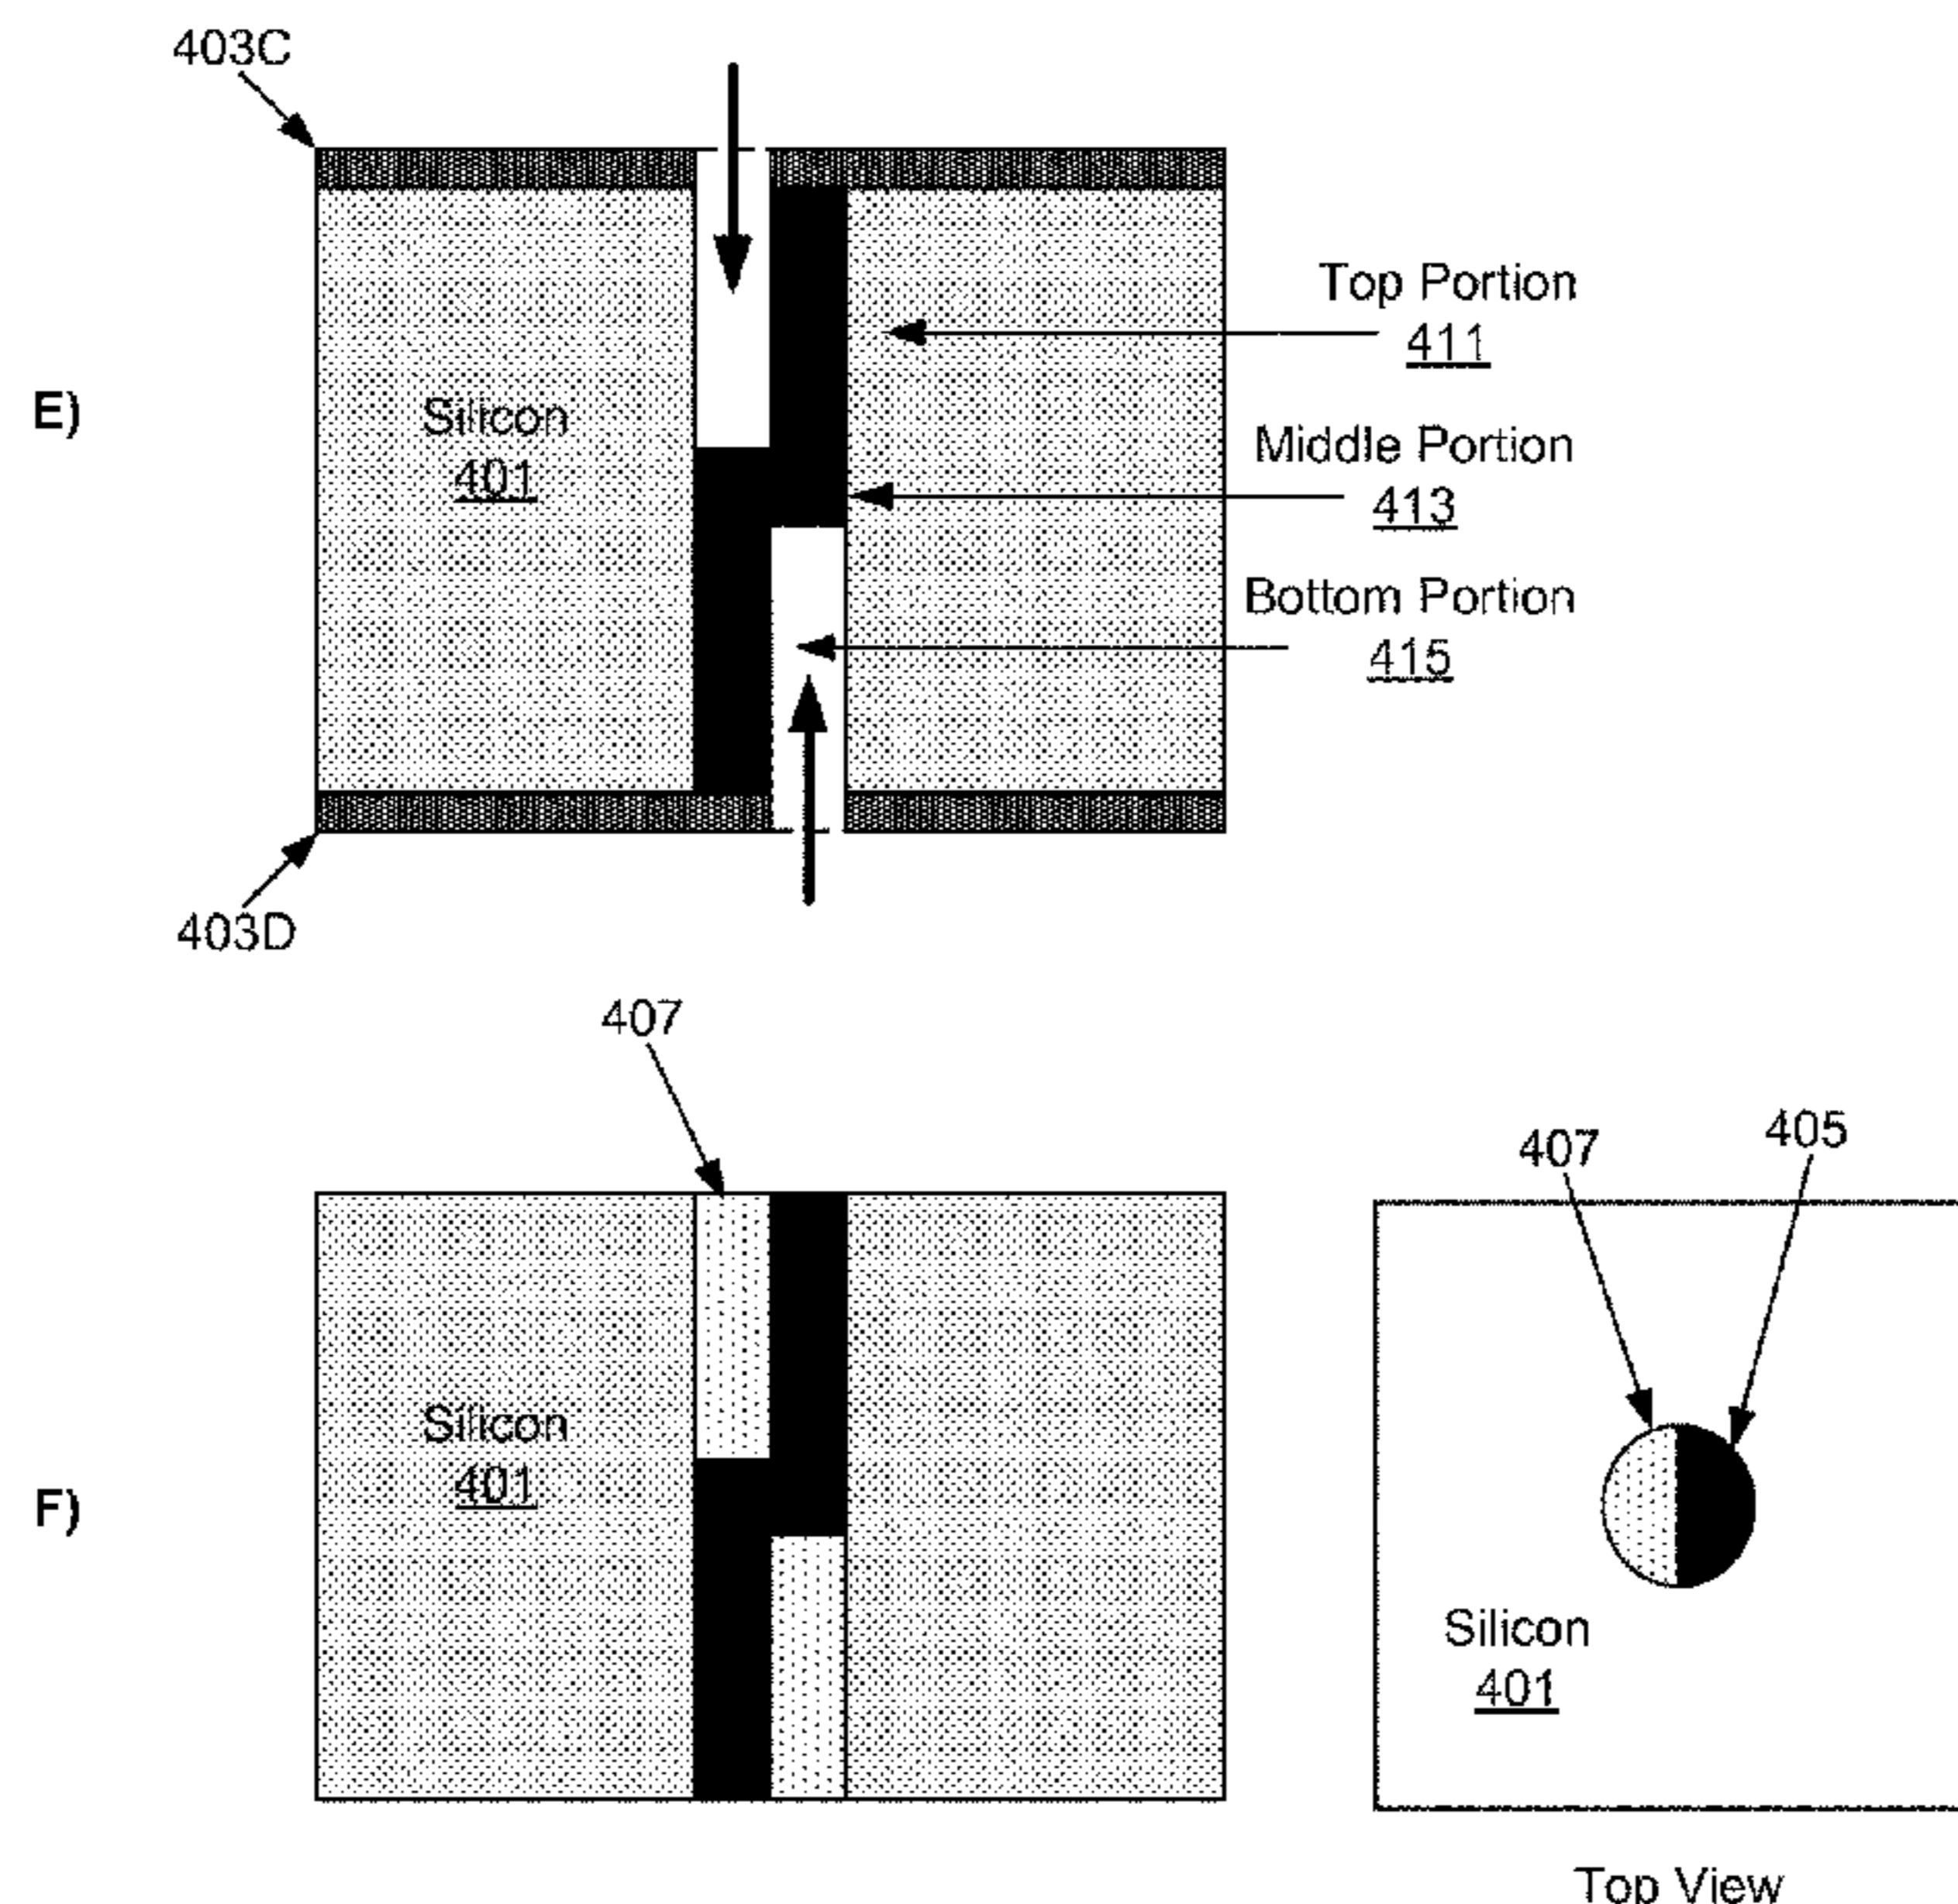 403C
Top Portion
411
E)
Silicon
401
Middle Portion
413
Bottom Portion
415
403D
407
407
405
F)
Silicon
401
Silicon
401
Top View